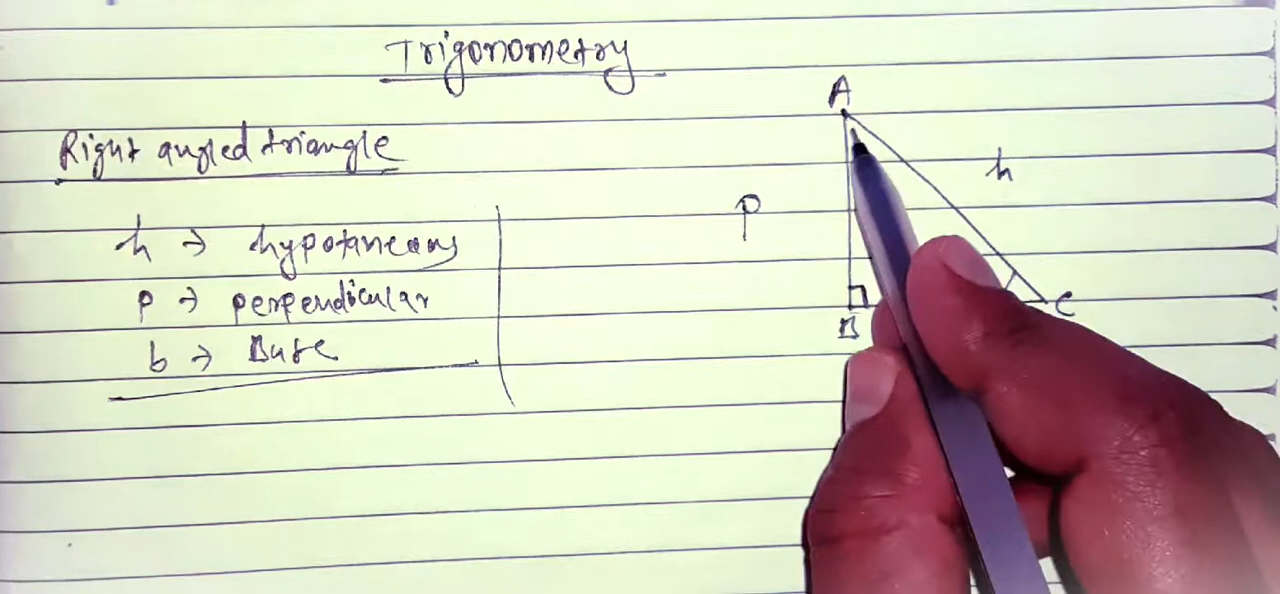 Trigonometry
Right angled triangle
h → hypotaneous
p → perpendicular
b → Base
A
h
P
B
C